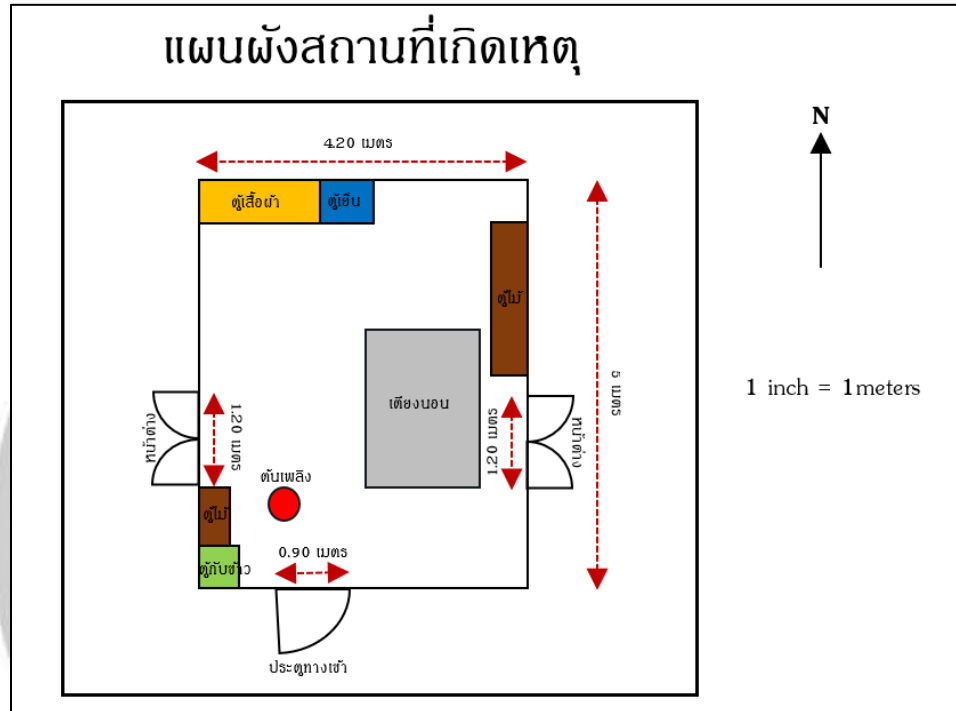 แผนผังสถานที่เกิดเหตุ
N
4.20 เมตร
ตู้เสื้อผ้า
ตู้เย็น
ตู้ไม้
5 เมตร
1 inch = 1meters
เตียงนอน
หน้าต่าง
1.20 เมตร
1.20 เมตร
หน้าต่าง
ต้นเพลิง
ตู้ไม้
0.90 เมตร
ตู้กับข้าว
ประตูทางเข้า